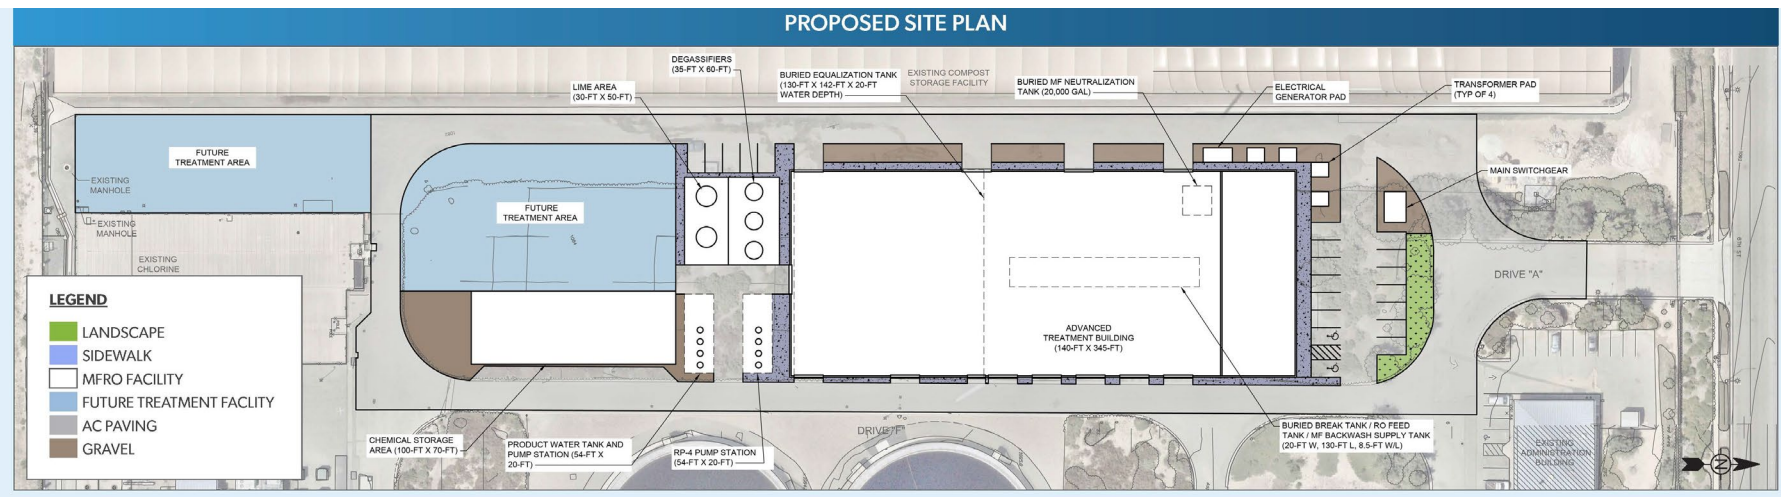 PROPOSED SITE PLAN
DEGASSIFIERS
(35-FT X 60-FT)
LIME AREA
(30-FT X 50-FT)
BURIED EQUALIZATION TANK
(130-FT X 142-FT X 20-FT
WATER DEPTH)
EXISTING COMPOST
STORAGE FACILITY
BURIED MF NEUTRALIZATION
TANK (20,000 GAL)
ELECTRICAL
GENERATOR PAD
TRANSFORMER PAD
(TYP OF 4)
FUTURE
TREATMENT AREA
EXISTING
MANHOLE
EXISTING
MANHOLE
EXISTING
CHLORINE
FUTURE
TREATMENT AREA
MAIN SWITCHGEAR
DRIVE "A"
ADVANCED
TREATMENT BUILDING
(140-FT X 345-FT)
LEGEND
LANDSCAPE
SIDEWALK
MFRO FACILITY
FUTURE TREATMENT FACLITY
AC PAVING
GRAVEL
CHEMICAL STORAGE
AREA (100-FT X 70-FT)
PRODUCT WATER TANK AND
PUMP STATION (54-FT X
20-FT)
RP-4 PUMP STATION
(54-FT X 20-FT)
DRIVE "F"
BURIED BREAK TANK / RO FEED
TANK / MF BACKWASH SUPPLY TANK
(20-FT W, 130-FT L, 8.5-FT W/L)
EXISTING
ADMINISTRATION
BUILDING
N